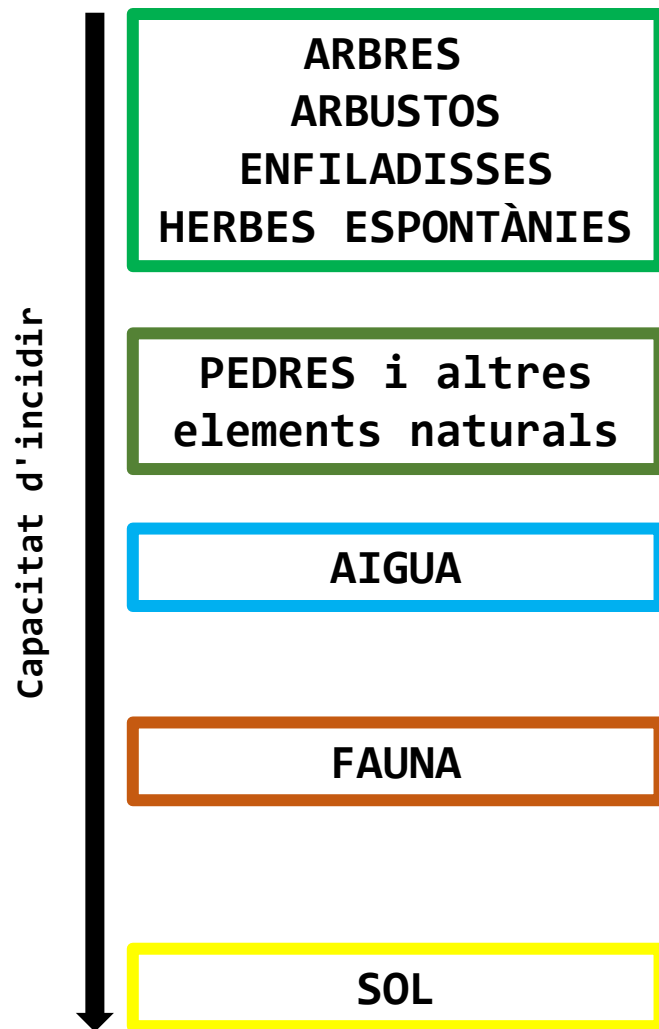 Capacitat d'incidir
ARBRES
ARBUSTOS
ENFILADISSES
HERBES ESPONTÀNIES
PEDRES i altres
elements naturals
AIGUA
FAUNA
SOL